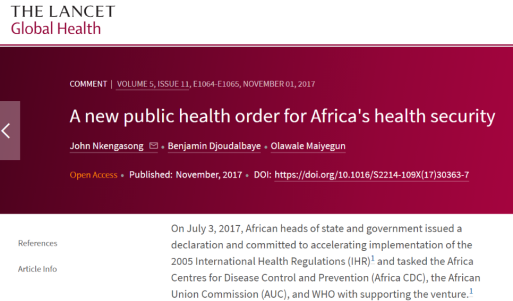 THE LANCET
Global Health
COMMENT | VOLUME 5, ISSUE 11, E1064-E1065, NOVEMBER 01, 2017
A new public health order for Africa's health security
John Nkengasong • Benjamin Djoudalbaye • Olawale Maiyegun
Open Access • Published: November, 2017 • DOI: https://doi.org/10.1016/S2214-109X(17)30363-7
References
Article Info
On July 3, 2017, African heads of state and government issued a
declaration and committed to accelerating implementation of the
2005 International Health Regulations (IHR)1 and tasked the Africa
Centres for Disease Control and Prevention (Africa CDC), the African
Union Commission (AUC), and WHO with supporting the venture.1